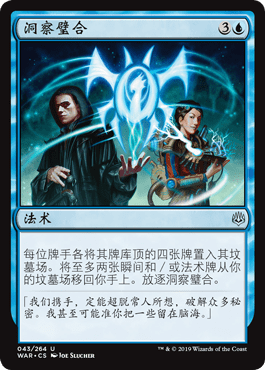 洞察璧合 3
法术
每位牌手各将其牌库顶的四张牌置入其坟
墓场。将至多两张瞬间和/或法术牌从你
的坟墓场移回你手上。放逐洞察璧合。
「我们携手,定能超脱常人所想,破解众多秘
密。我甚至可能准你把一些留在脑海。」
043/264 U
WAR • CS JOE SLUCHER
™ & © 2019 Wizards of the Coast